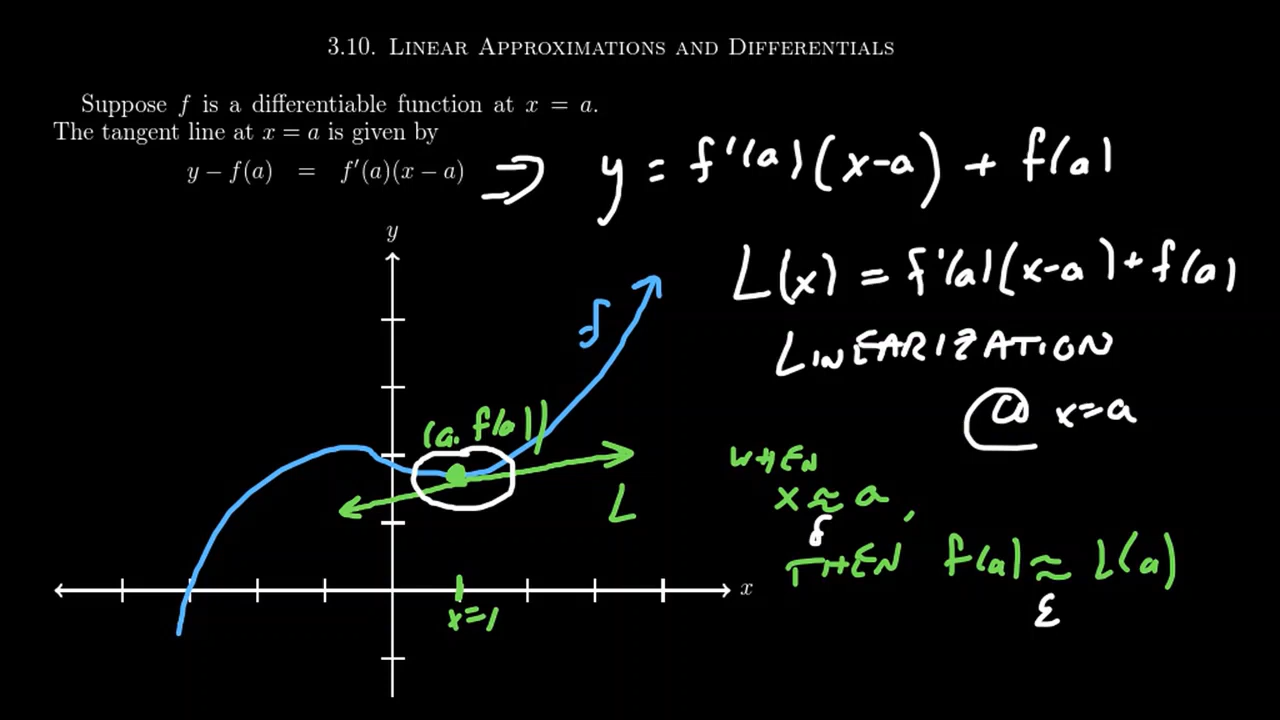 3.10. Linear Approximations and Differentials
Suppose f is a differentiable function at x = a.
The tangent line at x = a is given by
y − f(a) = f′(a)(x − a) ⇒ y = f'(a)(x-a) + f(a)
L(x) = f'(a)(x-a) + f(a)
LINEARIZATION
@ x=a
y
f
(a, f(a))
L
x
x=1
WHEN
x ≈ a,
δ
THEN f(a) ≈ L(a)
ε